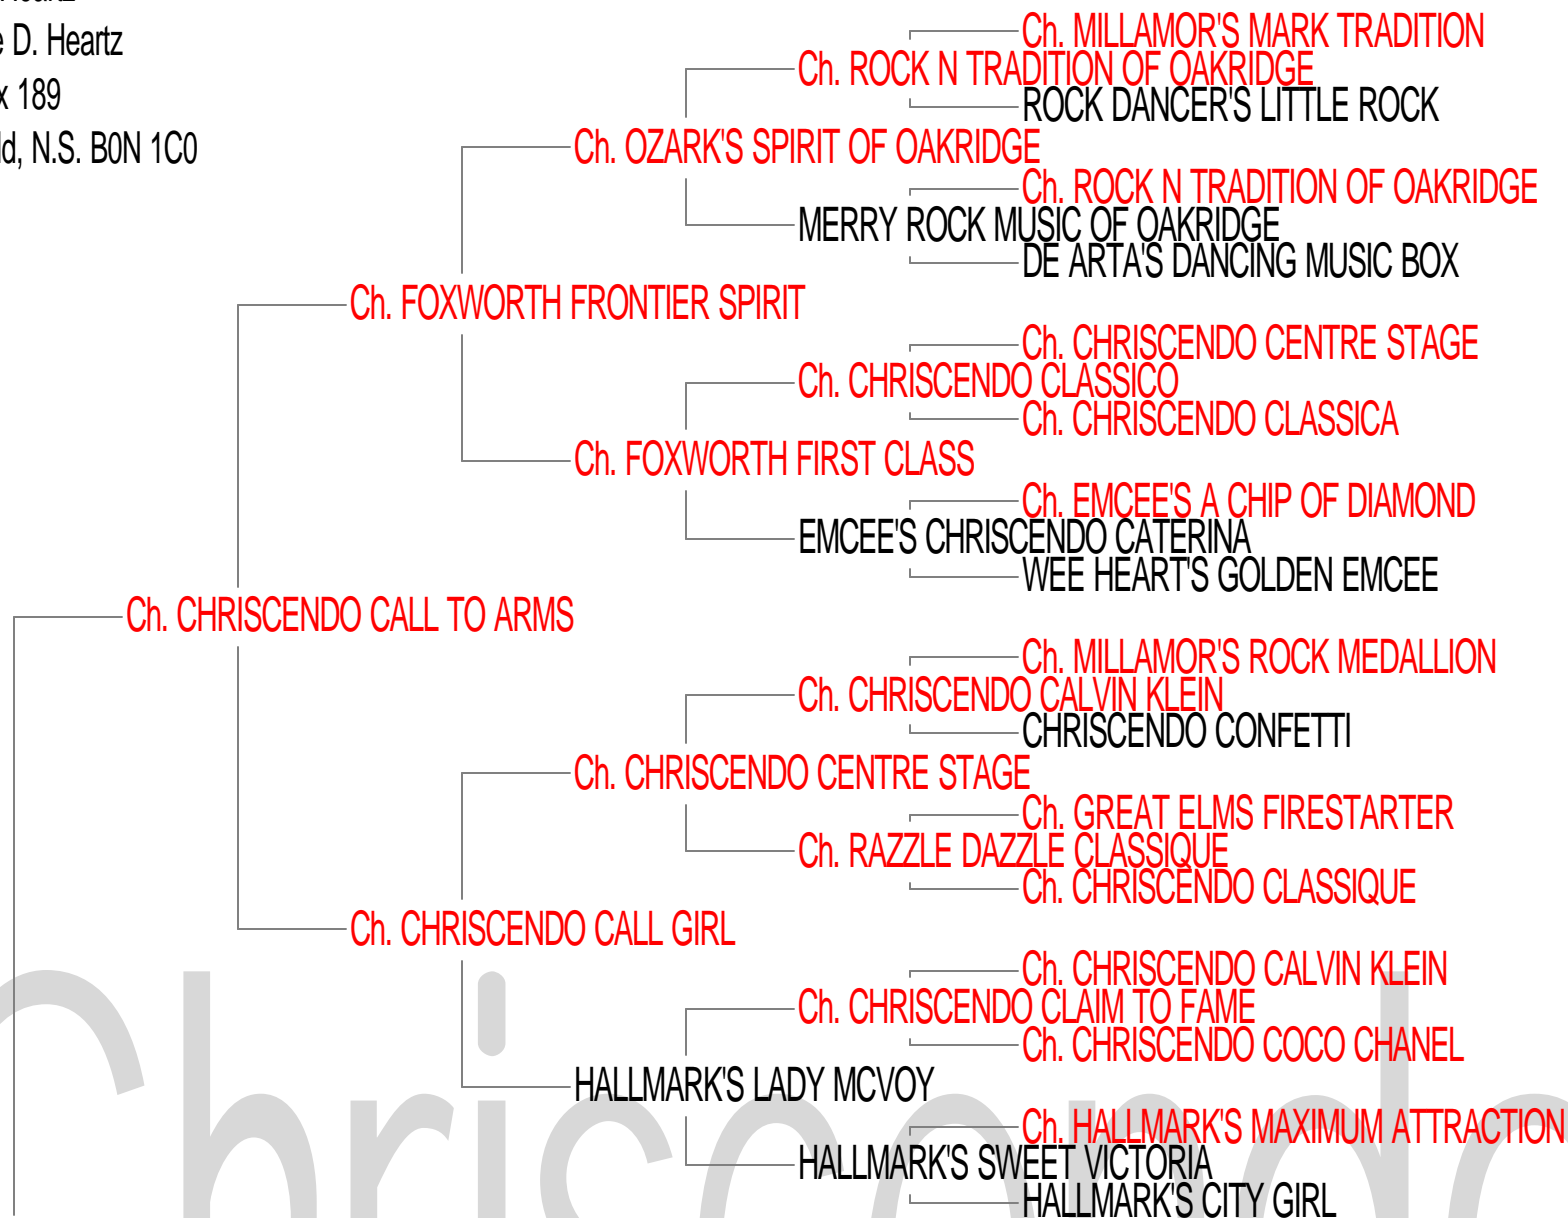 e D. Heartz
x 189
ld, N.S. B0N 1C0
Ch. MILLAMOR'S MARK TRADITION
Ch. ROCK N TRADITION OF OAKRIDGE
ROCK DANCER'S LITTLE ROCK
Ch. OZARK'S SPIRIT OF OAKRIDGE
Ch. ROCK N TRADITION OF OAKRIDGE
MERRY ROCK MUSIC OF OAKRIDGE
DE ARTA'S DANCING MUSIC BOX
Ch. FOXWORTH FRONTIER SPIRIT
Ch. CHRISCENDO CENTRE STAGE
Ch. CHRISCENDO CLASSICO
Ch. CHRISCENDO CLASSICA
Ch. FOXWORTH FIRST CLASS
Ch. EMCEE'S A CHIP OF DIAMOND
EMCEE'S CHRISCENDO CATERINA
WEE HEART'S GOLDEN EMCEE
Ch. CHRISCENDO CALL TO ARMS
Ch. MILLAMOR'S ROCK MEDALLION
Ch. CHRISCENDO CALVIN KLEIN
CHRISCENDO CONFETTI
Ch. CHRISCENDO CENTRE STAGE
Ch. GREAT ELMS FIRESTARTER
Ch. RAZZLE DAZZLE CLASSIQUE
Ch. CHRISCENDO CLASSIQUE
Ch. CHRISCENDO CALL GIRL
Ch. CHRISCENDO CALVIN KLEIN
Ch. CHRISCENDO CLAIM TO FAME
Ch. CHRISCENDO COCO CHANEL
HALLMARK'S LADY MCVOY
Ch. HALLMARK'S MAXIMUM ATTRACTION
HALLMARK'S SWEET VICTORIA
HALLMARK'S CITY GIRL
Chriscendo